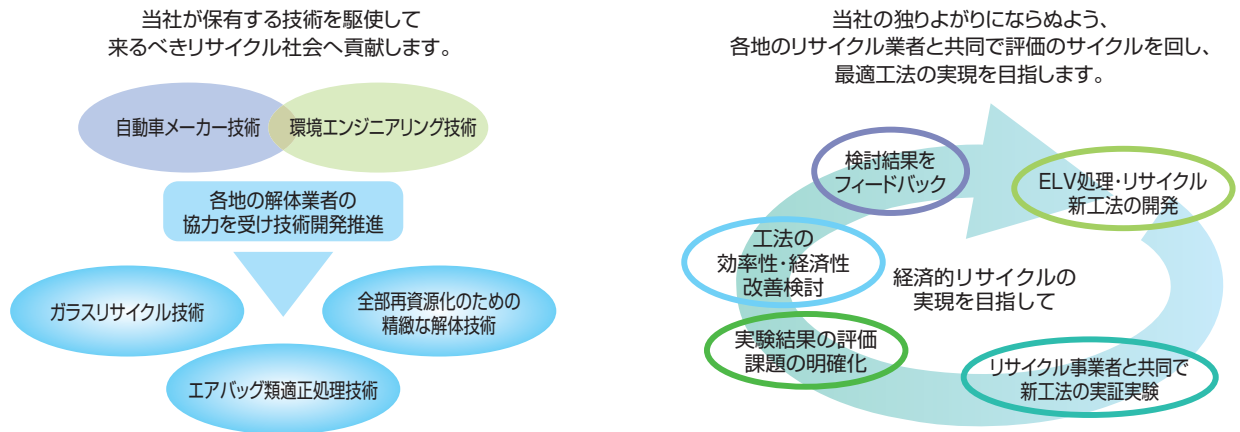 当社が保有する技術を駆使して
来るべきリサイクル社会へ貢献します。
自動車メーカー技術
環境エンジニアリング技術
各地の解体業者の
協力を受け技術開発推進
ガラスリサイクル技術
全部再資源化のための
精緻な解体技術
エアバッグ類適正処理技術
当社の独りよがりにならぬよう、
各地のリサイクル業者と共同で評価のサイクルを回し、
最適工法の実現を目指します。
検討結果を
フィードバック
ELV処理・リサイクル
新工法の開発
工法の
効率性・経済性
改善検討
経済的リサイクルの
実現を目指して
実験結果の評価
課題の明確化
リサイクル事業者と共同で
新工法の実証実験